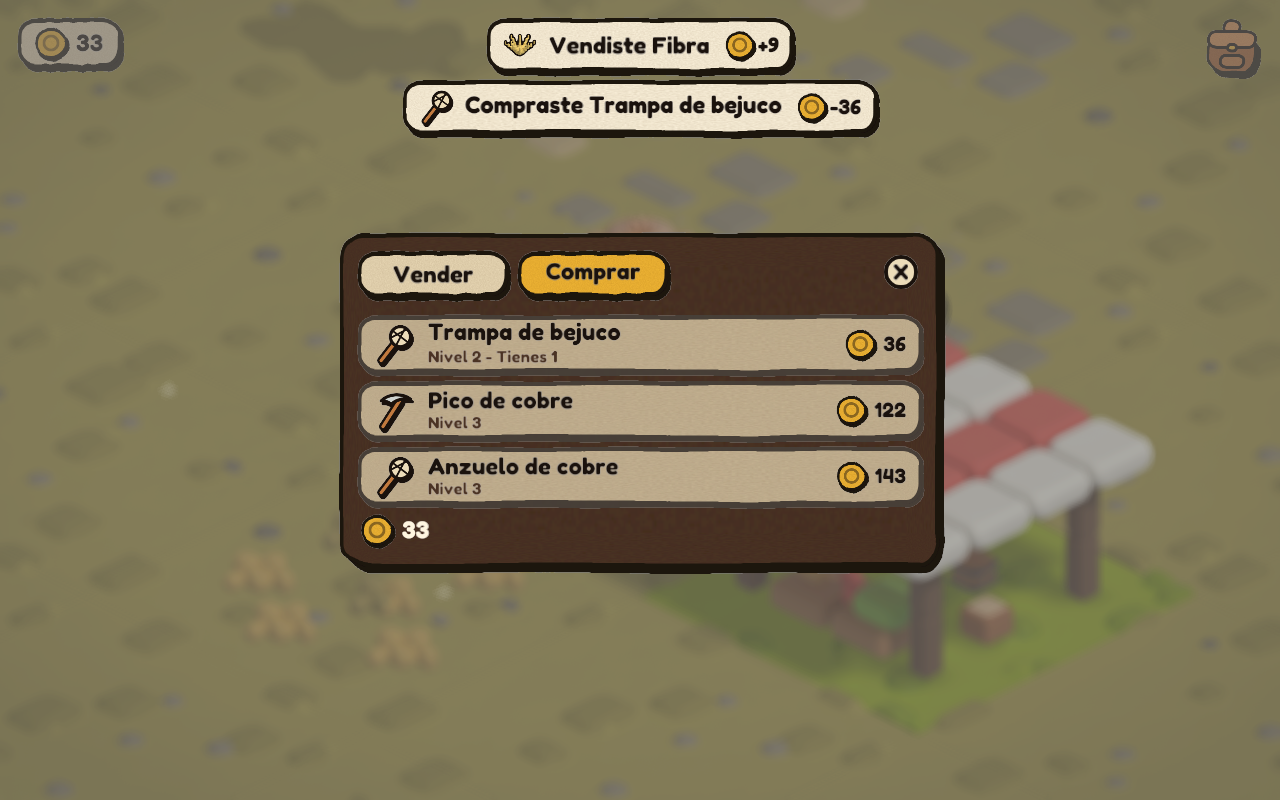 33
Vendiste Fibra +9
Compraste Trampa de bejuco -36
Vender Comprar
Trampa de bejuco
Nivel 2 - Tienes 1
36
Pico de cobre
Nivel 3
122
Anzuelo de cobre
Nivel 3
143
33